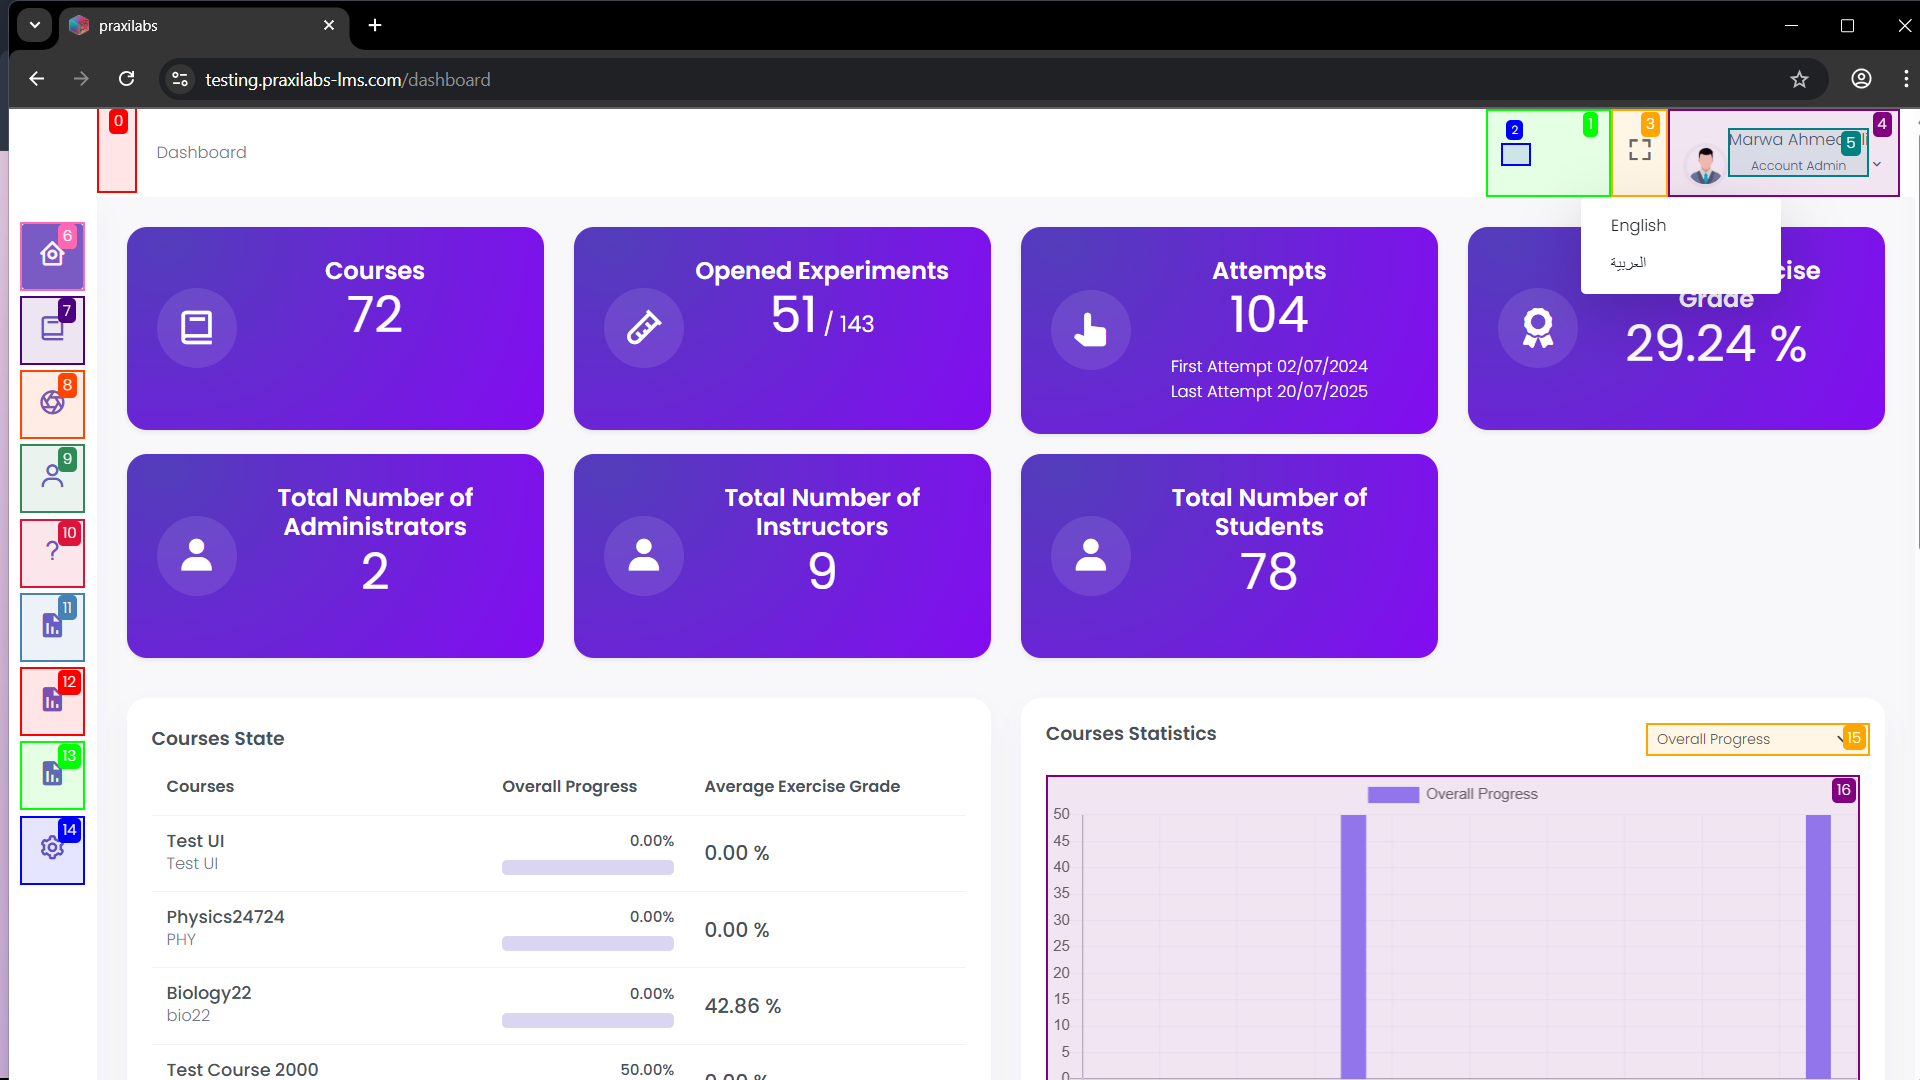 praxilabs
testing.praxilabs-lms.com/dashboard
0
Dashboard
1
2
3
4
Marwa Ahmed
5
Account Admin
English
العربية
6
7
8
9
10
11
12
13
14
Courses
72
Opened Experiments
51 / 143
Attempts
104
First Attempt 02/07/2024
Last Attempt 20/07/2025
Grade
29.24 %
Total Number of
Administrators
2
Total Number of
Instructors
9
Total Number of
Students
78
Courses State
Courses Overall Progress Average Exercise Grade
Test UI
Test UI
0.00%
0.00 %
Physics24724
PHY
0.00%
0.00 %
Biology22
bio22
0.00%
42.86 %
Test Course 2000
50.00%
Courses Statistics
Overall Progress
15
16
Overall Progress
50
45
40
35
30
25
20
15
10
5
0